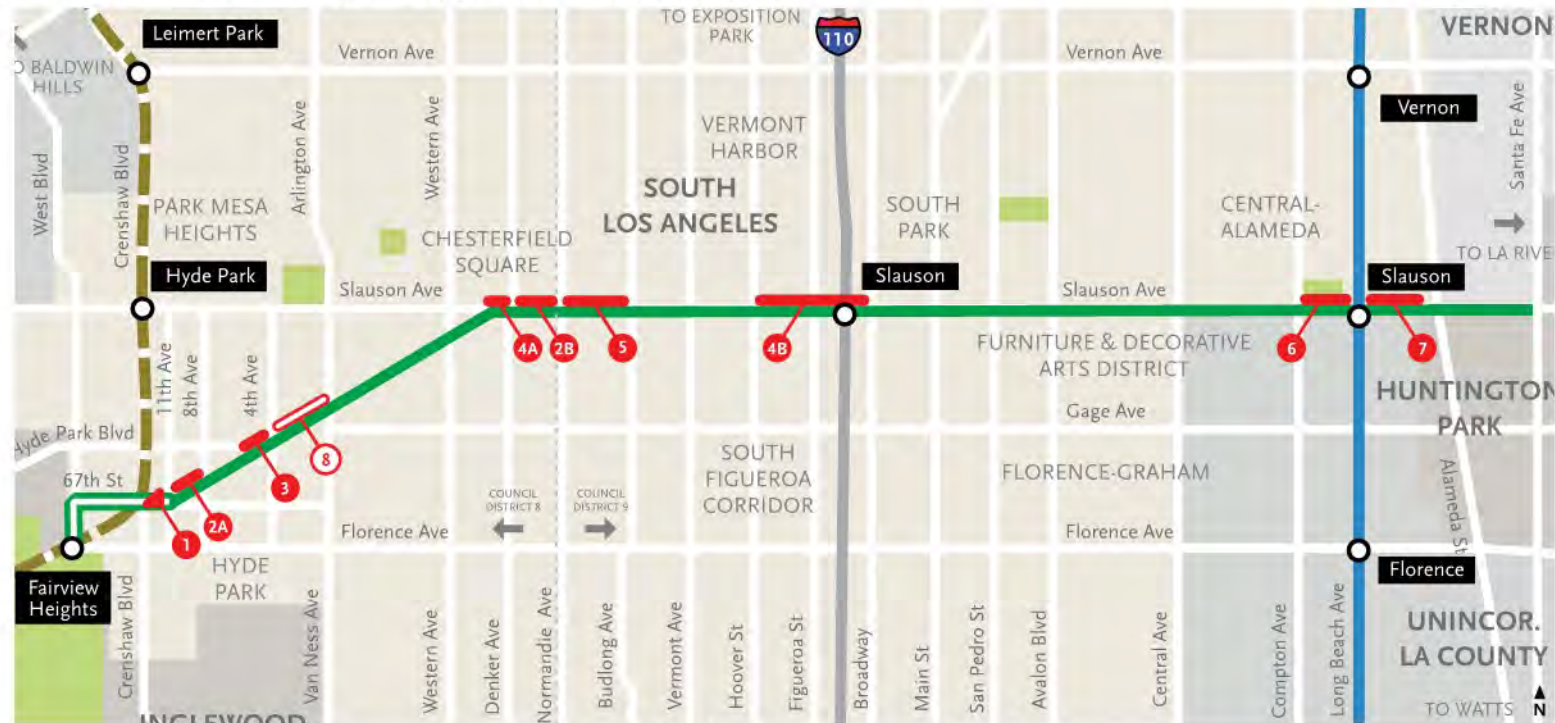 Leimert Park
TO EXPOSITION
PARK
110
VERNON
Vernon Ave
Vernon Ave
BALDWIN
HILLS
Vernon
West Blvd
Crenshaw Blvd
Arlington Ave
Western Ave
Santa Fe Ave
VERMONT
HARBOR
PARK MESA
HEIGHTS
CHESTERFIELD
SQUARE
SOUTH
LOS ANGELES
SOUTH
PARK
CENTRAL-
ALAMEDA
TO LA RIVE
Hyde Park
Slauson Ave
Slauson
Slauson Ave
Slauson
4A
2B
5
4B
6
7
FURNITURE & DECORATIVE
ARTS DISTRICT
HUNTINGTON
PARK
11th Ave
8th Ave
4th Ave
Gage Ave
Hyde Park Blvd
8
3
2A
1
67th St
SOUTH
FIGUEROA
CORRIDOR
FLORENCE-GRAHAM
Alameda St
COUNCIL
DISTRICT 8
COUNCIL
DISTRICT 9
Florence Ave
Florence Ave
Florence
HYDE
PARK
Fairview
Heights
Crenshaw Blvd
Van Ness Ave
Western Ave
Denker Ave
Normandie Ave
Budlong Ave
Vermont Ave
Hoover St
Figueroa St
Broadway
Main St
San Pedro St
Avalon Blvd
Central Ave
Compton Ave
Long Beach Ave
UNINCOR.
LA COUNTY
INGLEWOOD
TO WATTS
N